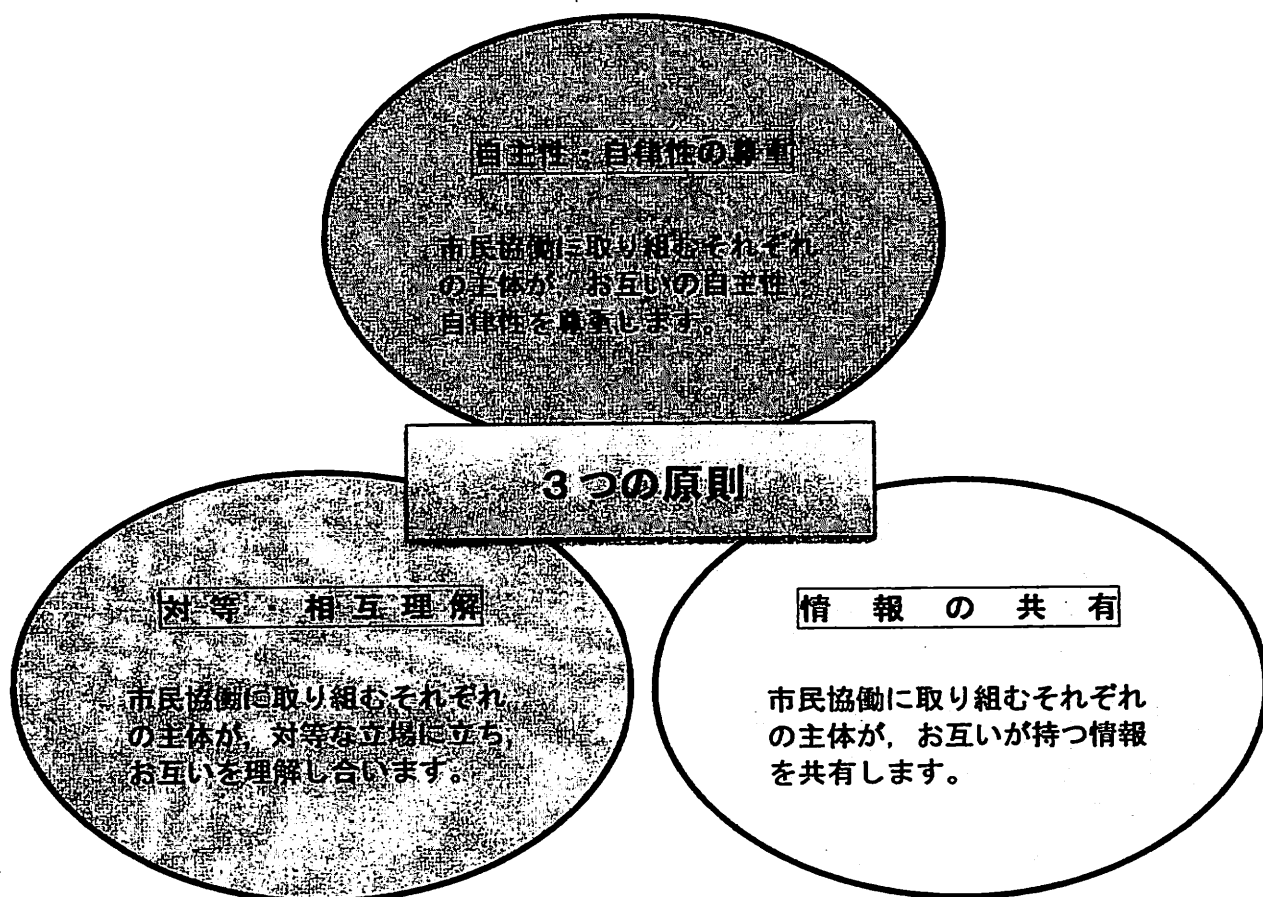 自主性・自律性の尊重
市民協働に取り組むそれぞれ
の主体が，お互いの自主性・
自律性を尊重します。
3つの原則
対等・相互理解
市民協働に取り組むそれぞれ
の主体が，対等な立場に立ち，
お互いを理解し合います。
情報の共有
市民協働に取り組むそれぞれ
の主体が，お互いが持つ情報
を共有します。